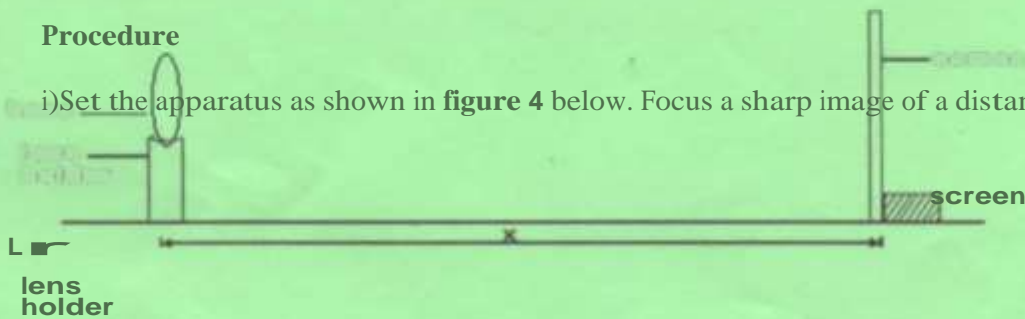 Procedure
i)Set the apparatus as shown in figure 4 below. Focus a sharp image of a distan
screen
x
L
lens
holder